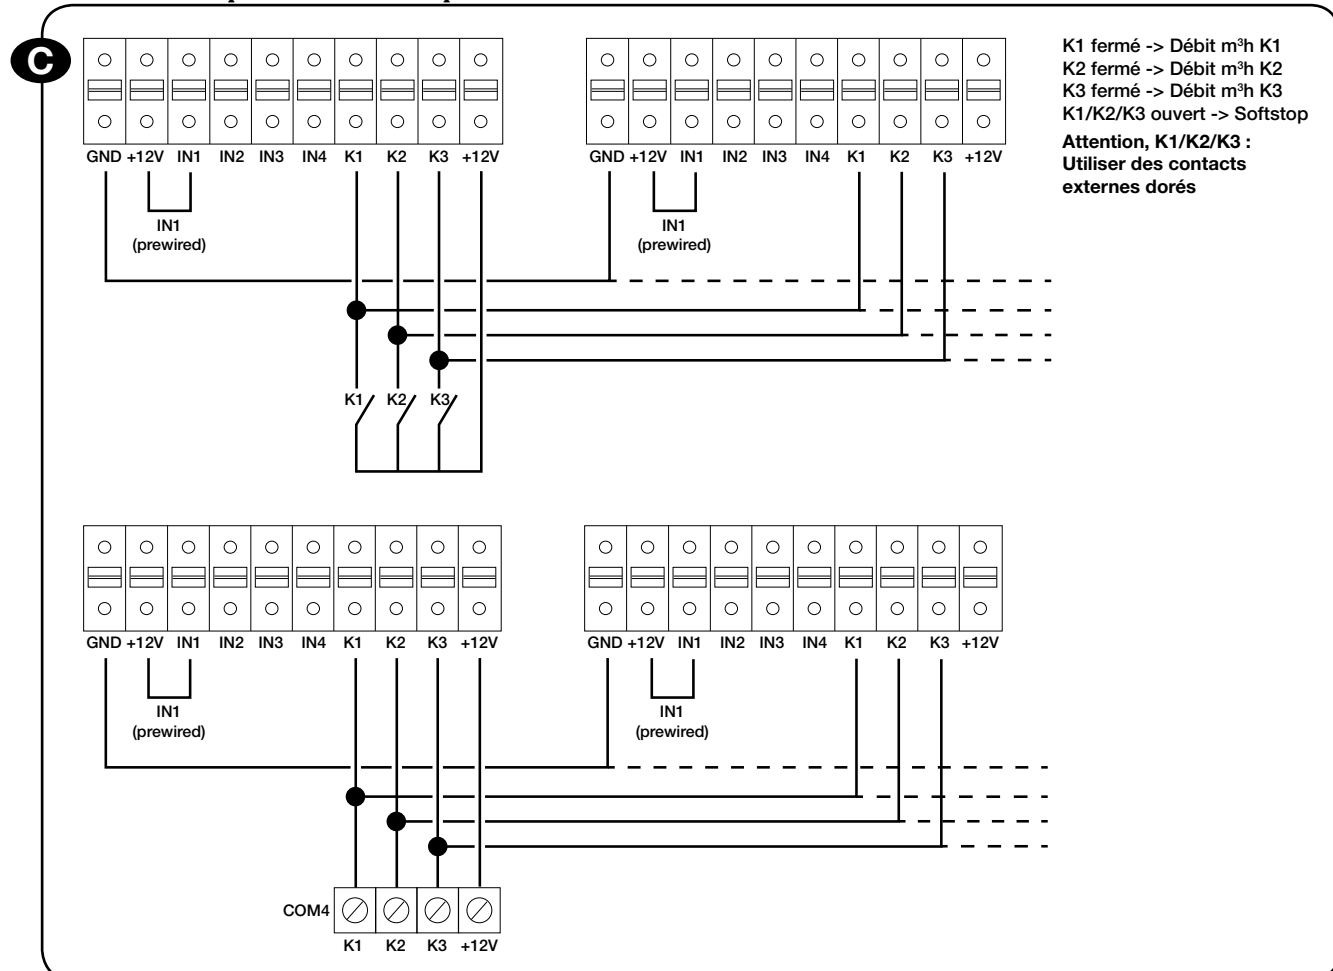 C
K1 fermé -> Débit m³h K1
K2 fermé -> Débit m³h K2
K3 fermé -> Débit m³h K3
K1/K2/K3 ouvert -> Softstop
Attention, K1/K2/K3 :
Utiliser des contacts
externes dorés
GND +12V IN1 IN2 IN3 IN4 K1 K2 K3 +12V
GND +12V IN1 IN2 IN3 IN4 K1 K2 K3 +12V
IN1
(prewired)
IN1
(prewired)
K1 K2 K3
GND +12V IN1 IN2 IN3 IN4 K1 K2 K3 +12V
GND +12V IN1 IN2 IN3 IN4 K1 K2 K3 +12V
IN1
(prewired)
IN1
(prewired)
COM4
K1 K2 K3 +12V